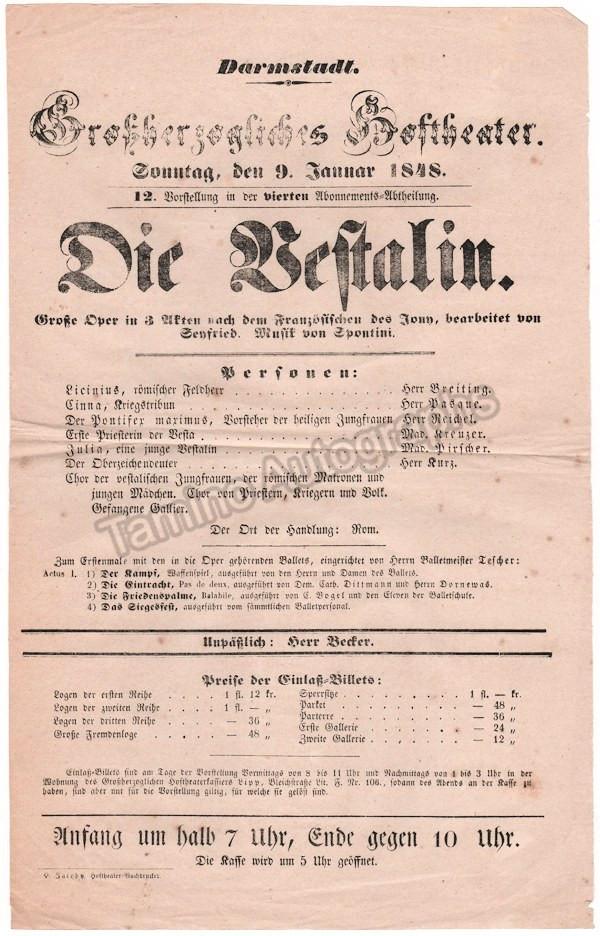 Darmstadt.
Großherzogliches Hoftheater.
Sonntag, den 9. Januar 1848.
12. Vorstellung in der vierten Abonnements-Abtheilung.
Die Vestalin.
Große Oper in 3 Akten nach dem Französischen des Jouy, bearbeitet von
Seyfried. Musik von Spontini.
Personen:
Licinius, römischer Feldherr . . . . . . . . . . Herr Breiting.
Cinna, Kriegstribun . . . . . . . . . . Herr Pasque.
Der Pontifex maximus, Vorsteher der heiligen Jungfrauen Herr Reichel.
Erste Priesterin der Vesta . . . . . . . . . . Mad. Kreuzer.
Julia, eine junge Vestalin . . . . . . . . . . Mad. Pirscher.
Der Oberzeichendeuter . . . . . . . . . . Herr Kurz.
Chor der vestalischen Jungfrauen, der römischen Matronen und
jungen Mädchen. Chor von Priestern, Kriegern und Volk.
Gefangene Gallier.
Der Ort der Handlung: Rom.
Zum Erstenmale mit den in die Oper gehörenden Ballets, eingerichtet von Herrn Balletmeister Tescher:
Actus 1. 1) Der Kampf, Waffenspiel, ausgeführt von den Herrn und Damen des Ballets.
2) Die Eintracht, Pas de deux, ausgeführt von Dem. Cath. Dittmann und Herrn Dornewas.
3) Die Friedenspalme, Balabile, ausgeführt von C. Vogel und den Eleven der Balletschule.
4) Das Siegesfest, ausgeführt vom sämmtlichen Balletpersonal.
Unpäßlich: Herr Becker.
Preise der Einlaß-Billets:
Logen der ersten Reihe . . . . 1 fl. 12 kr.
Logen der zweiten Reihe . . . . 1 fl. — „
Logen der dritten Reihe . . . . — 36 „
Große Fremdenloge . . . . — 48 „
Sperrsitze . . . . . . . . 1 fl. — kr.
Parket . . . . . . . . — 48 „
Parterre . . . . . . . . — 36 „
Erste Gallerie . . . . . — 24 „
Zweite Gallerie . . . . . — 12 „
Einlaß-Billets sind am Tage der Vorstellung Vormittags von 8 bis 11 Uhr und Nachmittags von 1 bis 3 Uhr in der
Wohnung des Großherzoglichen Hoftheaterkassiers Lipp, Bleichstraße Lit. F. Nr. 106., sodann des Abends an der Kasse zu
haben, sind aber nur für die Vorstellung giltig, für welche sie gelöst sind.
Anfang um halb 7 Uhr, Ende gegen 10 Uhr.
Die Kasse wird um 5 Uhr geöffnet.
Jacoby, Hoftheater-Buchdrucker.
Tamino Autographs